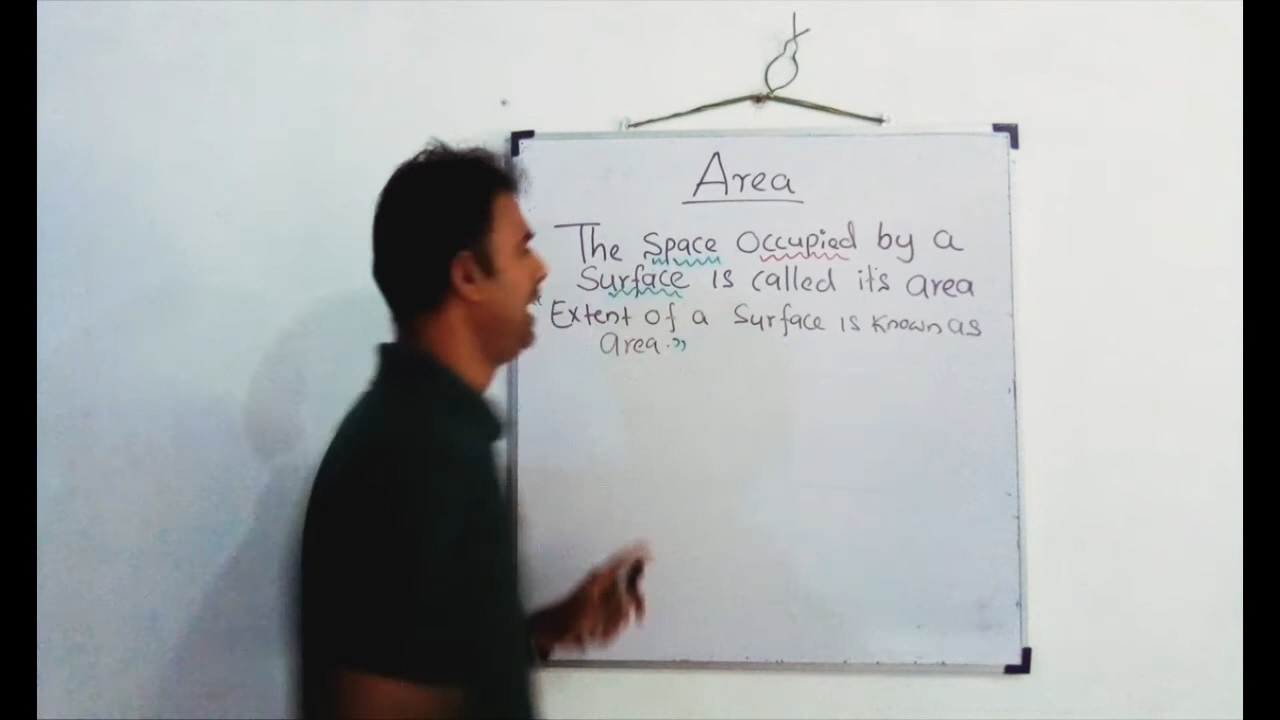 Area
The Space Occupied by a
Surface is called it's area
“Extent of a Surface is known as
area.”